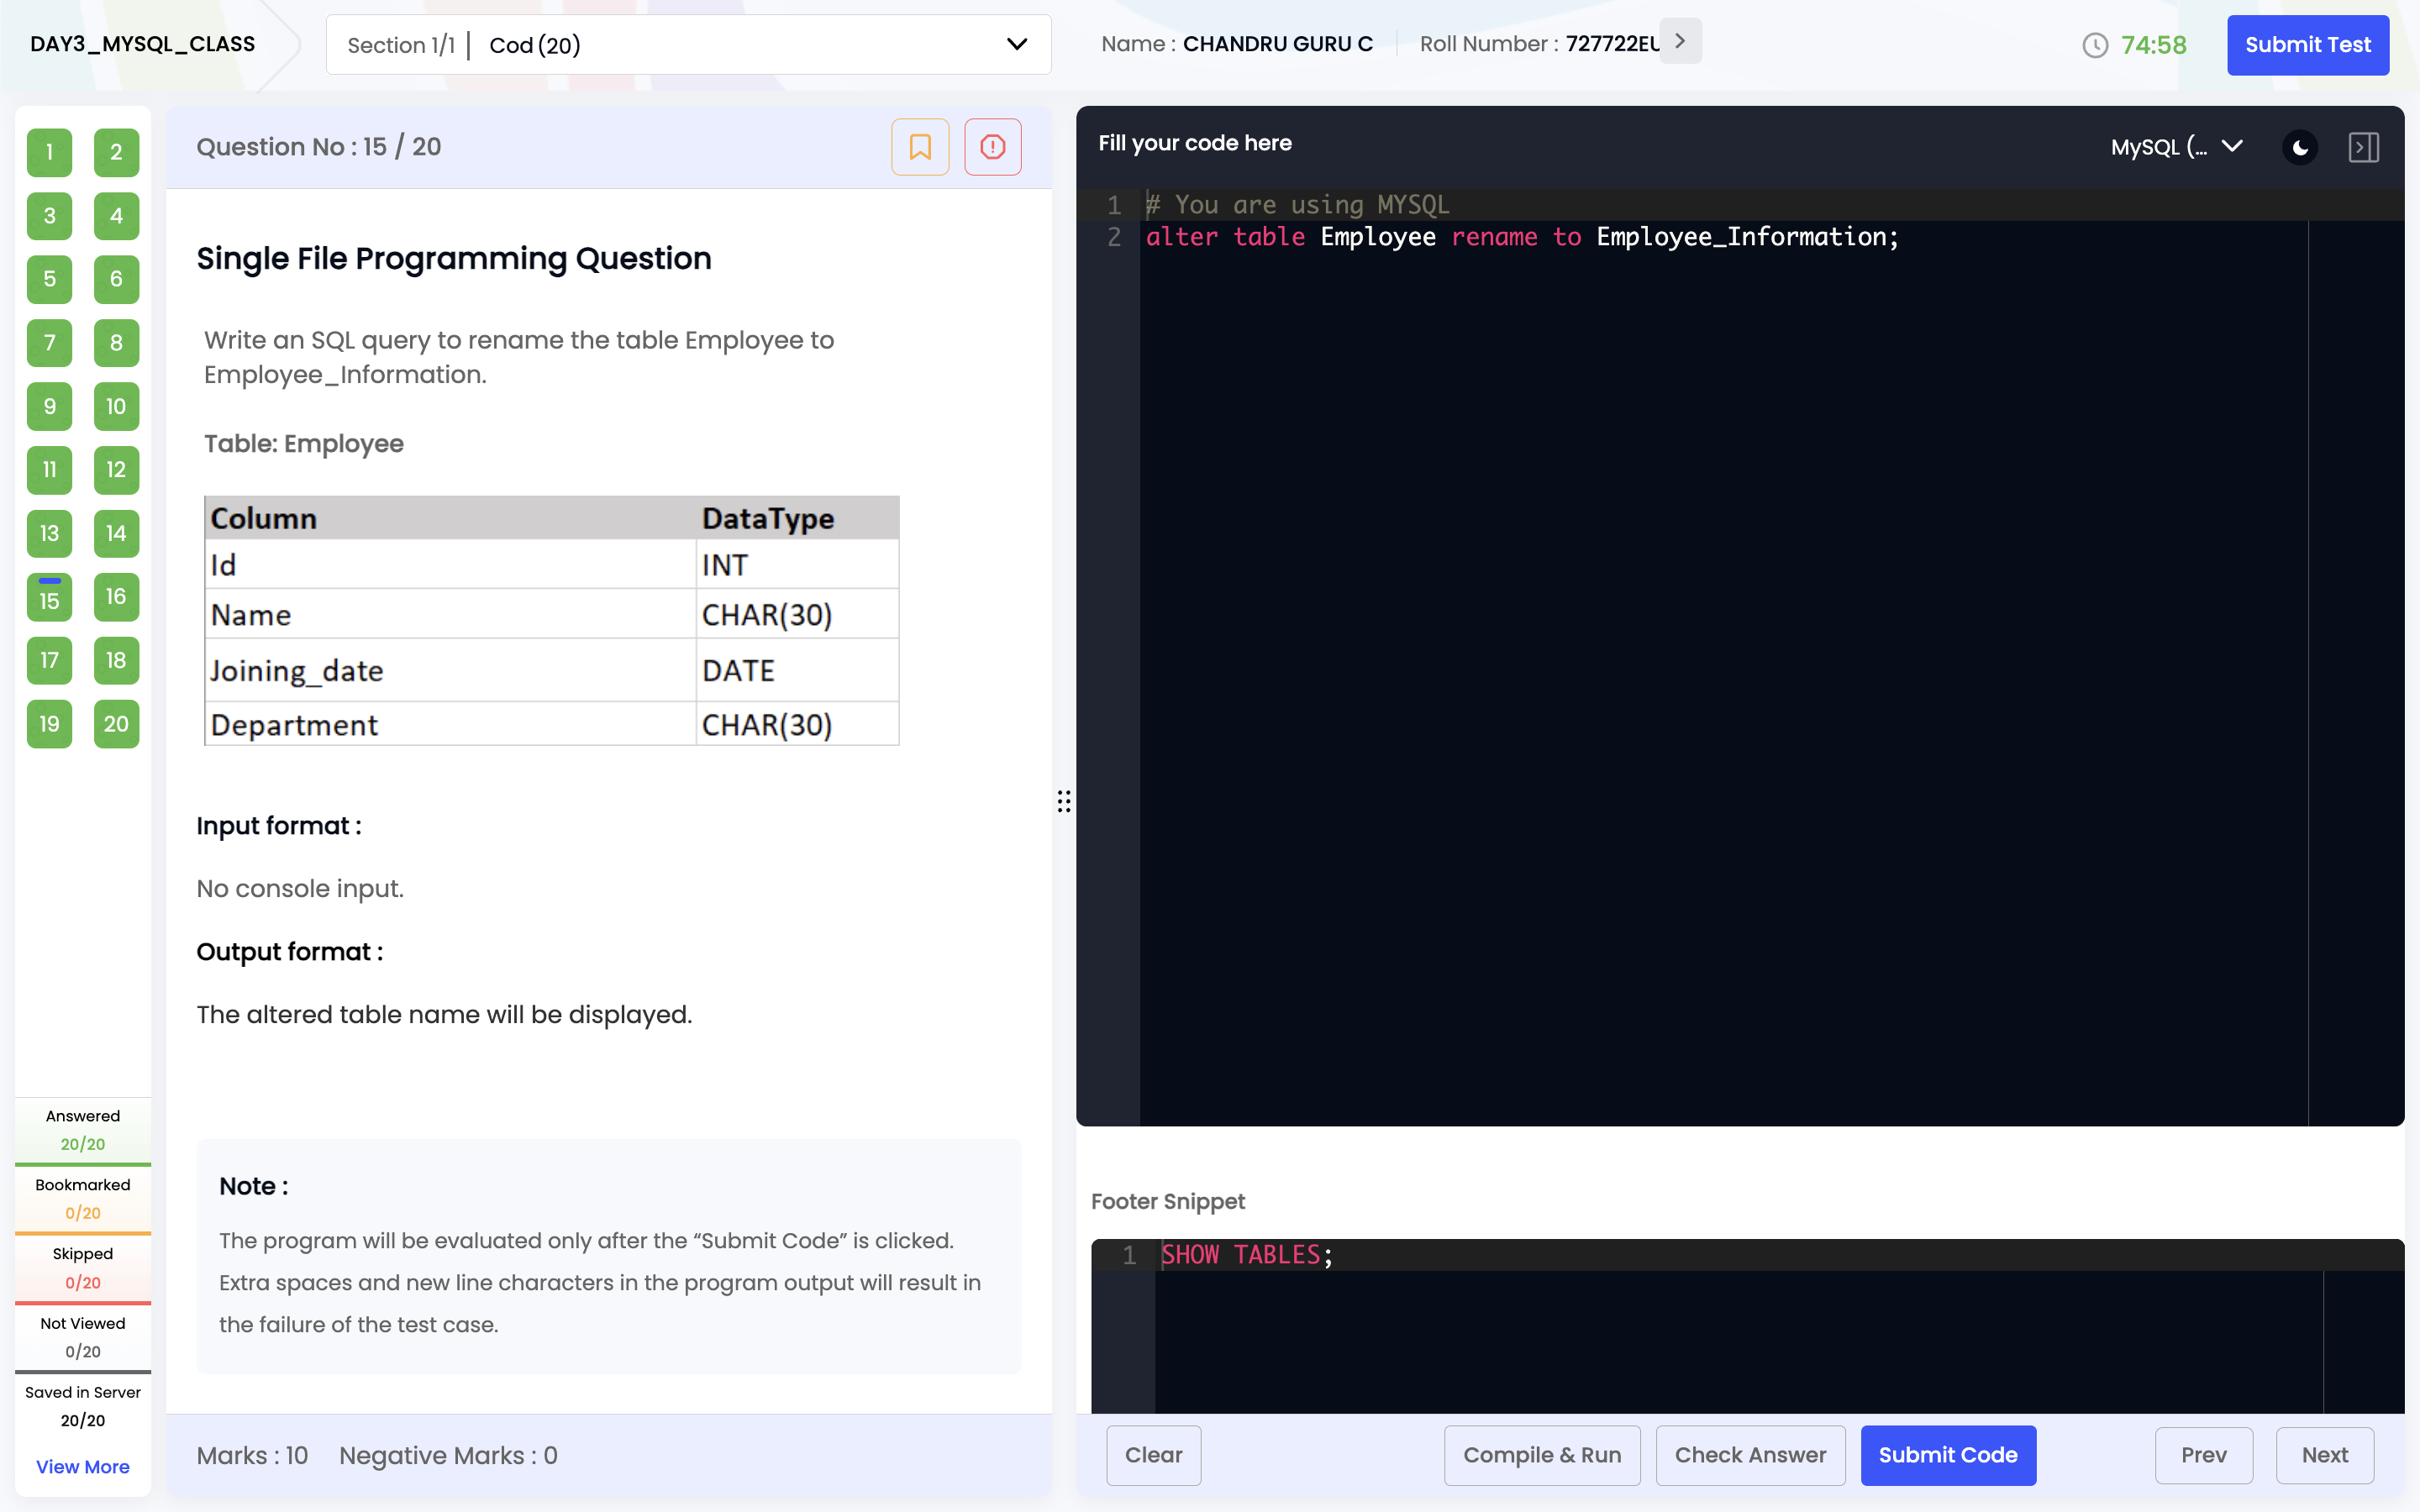 DAY3_MYSQL_CLASS
Section 1/1 | Cod (20)
Name : CHANDRU GURU C
Roll Number : 727722EU
74:58
Submit Test
1 2
3 4
5 6
7 8
9 10
11 12
13 14
15 16
17 18
19 20
Answered
20/20
Bookmarked
0/20
Skipped
0/20
Not Viewed
0/20
Saved in Server
20/20
View More
Question No : 15 / 20
Single File Programming Question
Write an SQL query to rename the table Employee to
Employee_Information.
Table: Employee
Column DataType
Id INT
Name CHAR(30)
Joining_date DATE
Department CHAR(30)
Input format :
No console input.
Output format :
The altered table name will be displayed.
Note :
The program will be evaluated only after the “Submit Code” is clicked.
Extra spaces and new line characters in the program output will result in
the failure of the test case.
Marks : 10 Negative Marks : 0
Fill your code here
MySQL (...
1 # You are using MYSQL
2 alter table Employee rename to Employee_Information;
Footer Snippet
1 SHOW TABLES;
Clear
Compile & Run
Check Answer
Submit Code
Prev
Next